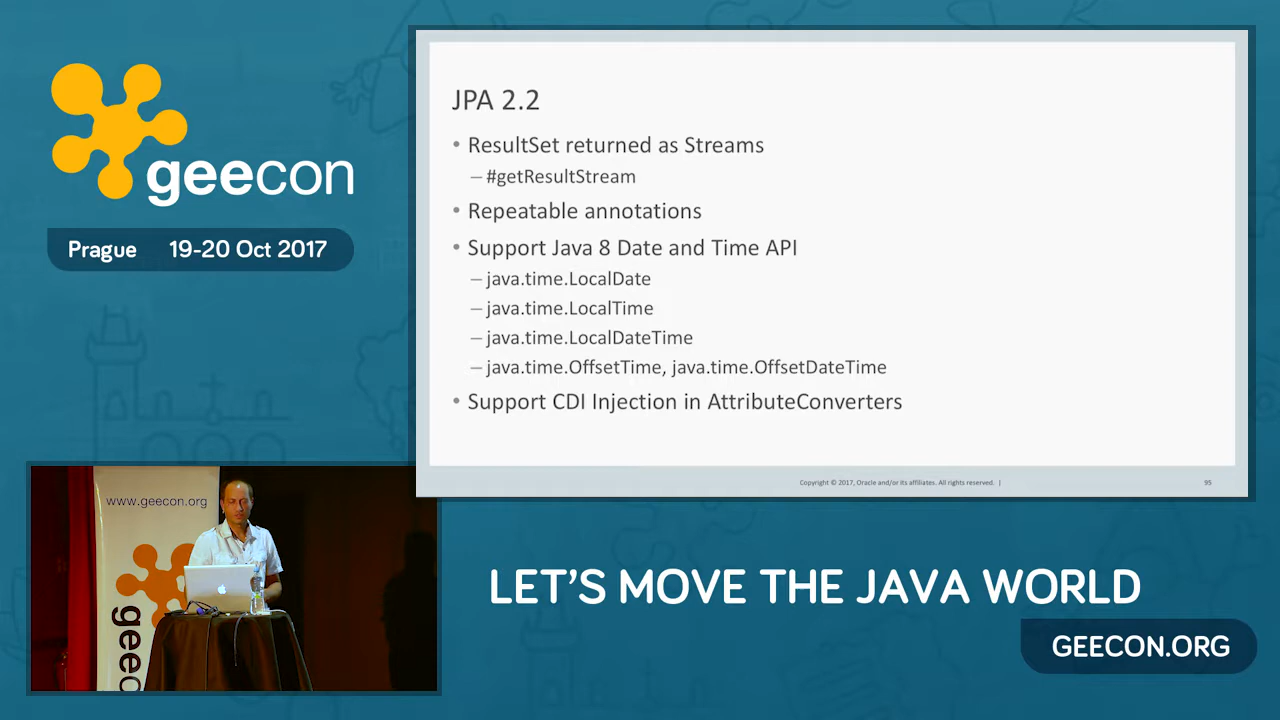 geecon
Prague 19-20 Oct 2017
JPA 2.2
• ResultSet returned as Streams
– #getResultStream
• Repeatable annotations
• Support Java 8 Date and Time API
– java.time.LocalDate
– java.time.LocalTime
– java.time.LocalDateTime
– java.time.OffsetTime, java.time.OffsetDateTime
• Support CDI Injection in AttributeConverters
Copyright © 2017, Oracle and/or its affiliates. All rights reserved. |
95
www.geecon.org
geeco
LET'S MOVE THE JAVA WORLD
GEECON.ORG